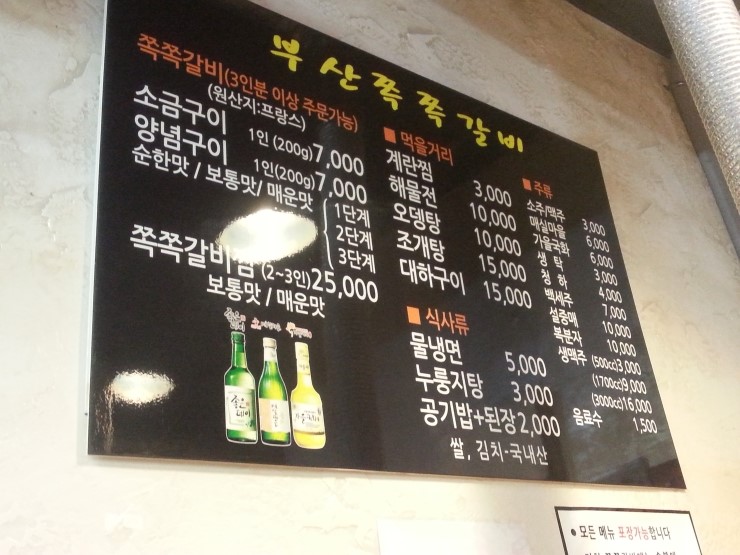 부산쪽쪽갈비
쪽쪽갈비(3인분 이상 주문가능)
(원산지:프랑스)
소금구이 1인 (200g) 7,000
양념구이 1인(200g) 7,000
순한맛 / 보통맛 / 매운맛
1단계
2단계
3단계
쪽쪽갈비찜 (2~3인) 25,000
보통맛 / 매운맛
■ 먹을거리
계란찜 3,000
해물전 10,000
오뎅탕 10,000
조개탕 15,000
대하구이 15,000
■ 식사류
물냉면 5,000
누룽지탕 3,000
공기밥+된장 2,000
쌀, 김치-국내산
■ 주류
소주/맥주 3,000
매실마을 6,000
가을국화 6,000
생 탁 3,000
청 하 4,000
백세주 7,000
설중매 10,000
복분자 10,000
생맥주 (500cc) 3,000
(1700cc) 9,000
(3000cc) 16,000
음료수 1,500
● 모든 메뉴 포장가능합니다